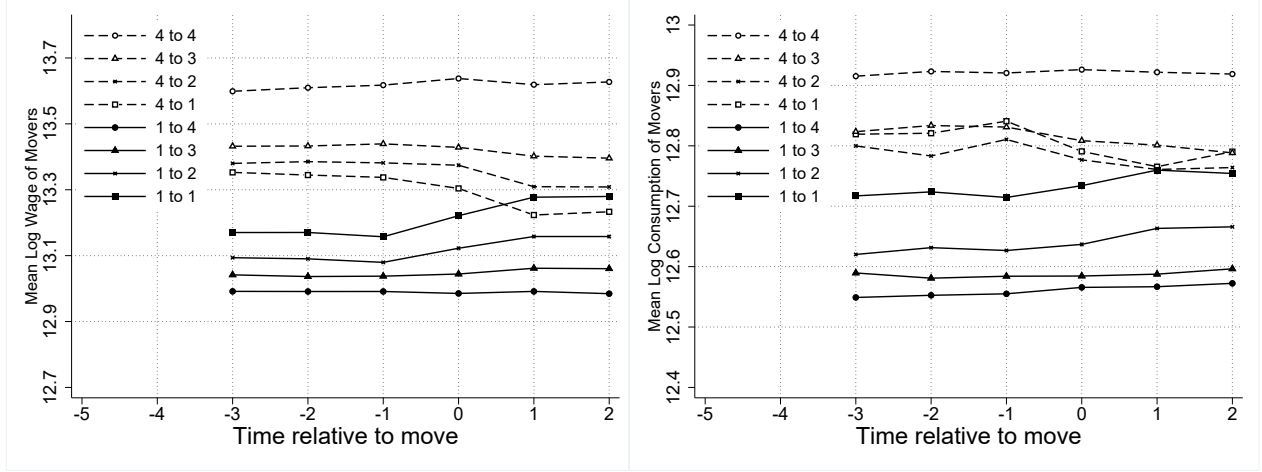 4 to 4
4 to 3
4 to 2
4 to 1
1 to 4
1 to 3
1 to 2
1 to 1
Mean Log Wage of Movers
13.7
13.5
13.3
13.1
12.9
12.7
-5 -4 -3 -2 -1 0 1 2
Time relative to move
4 to 4
4 to 3
4 to 2
4 to 1
1 to 4
1 to 3
1 to 2
1 to 1
Mean Log Consumption of Movers
13
12.9
12.8
12.7
12.6
12.5
12.4
-5 -4 -3 -2 -1 0 1 2
Time relative to move